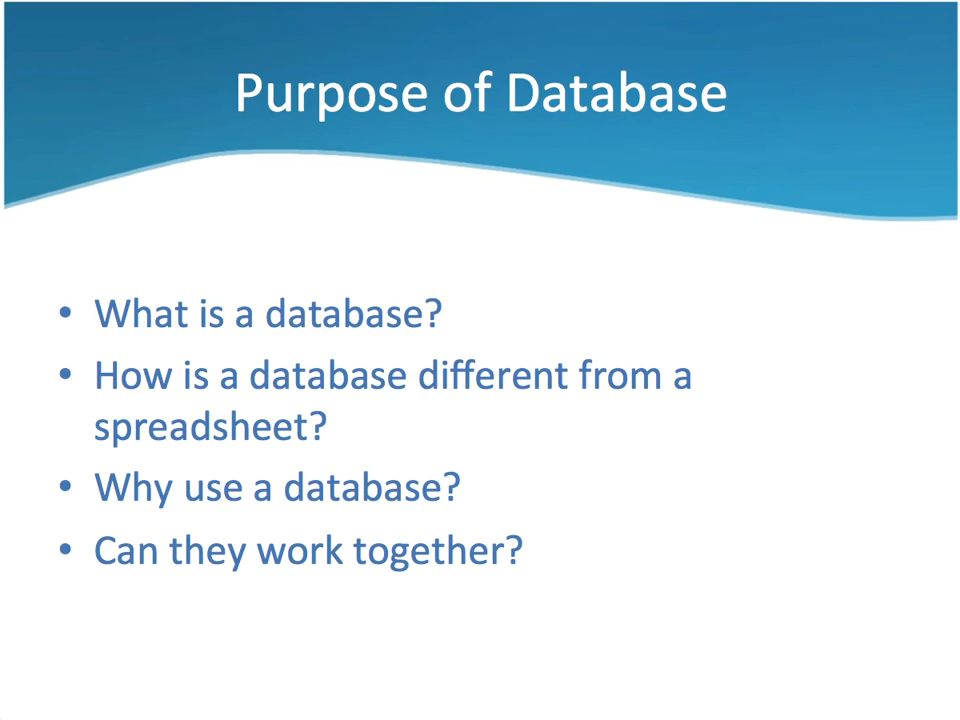 Purpose of Database
• What is a database?
• How is a database different from a
spreadsheet?
• Why use a database?
• Can they work together?